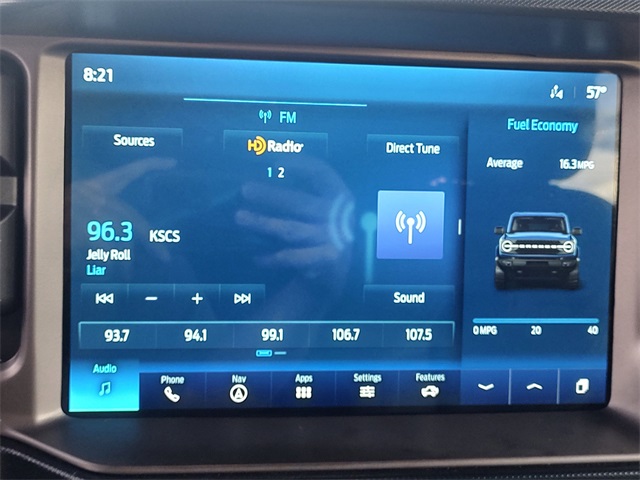 8:21
57°
FM
Fuel Economy
Sources
HD Radio
Direct Tune
Average 16.3 MPG
1 2
96.3 KSCS
Jelly Roll
Liar
Sound
93.7 94.1 99.1 106.7 107.5
0 MPG 20 40
Audio Phone Nav Apps Settings Features